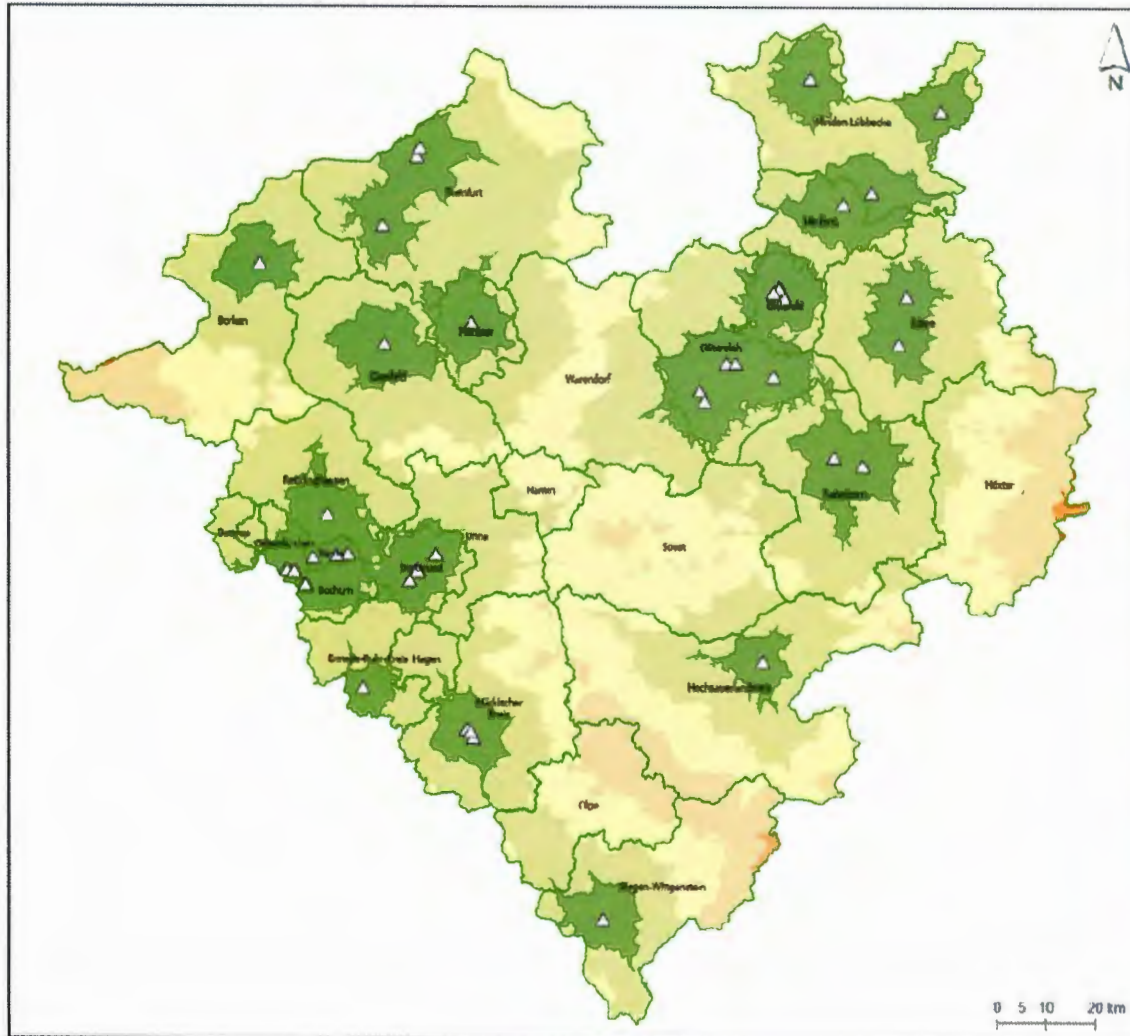 N
Minden-Lübbecke
Steinfurt
Herford
Borken
Bielefeld
Münster
Lippe
Gütersloh
Coesfeld
Warendorf
Paderborn
Höxter
Recklinghausen
Hamm
Unne
Soest
Dortmund
Bochum
Ennepe-Ruhr-Kreis Hagen
Hochsauerlandkreis
Märkischer
Kreis
Olpe
Siegen-Wittgenstein
0 5 10 20 km